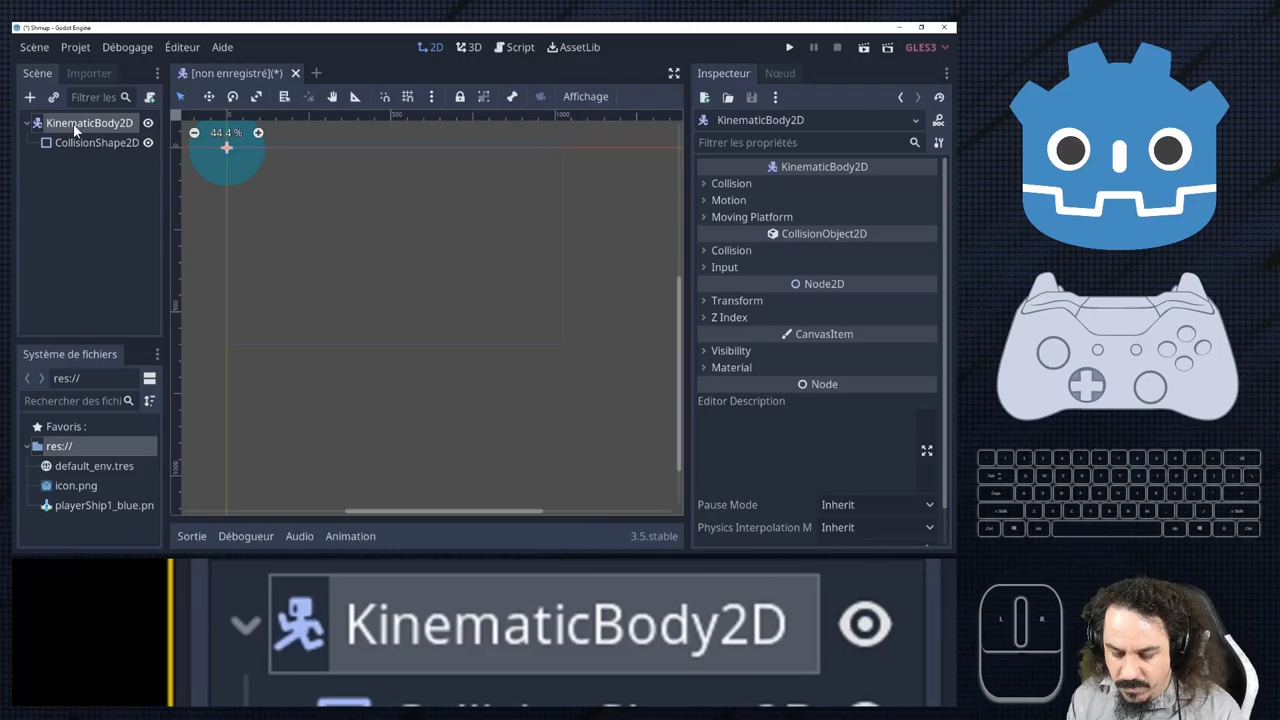 (*) Shmup - Godot Engine
Scène Projet Débogage Éditeur Aide
2D 3D Script AssetLib
GLES3
Scène Importer
[non enregistré](*)
Inspecteur Nœud
Filtrer les
Affichage
KinematicBody2D
CollisionShape2D
0 500 1000
44.4 %
500
1000
KinematicBody2D
Filtrer les propriétés
KinematicBody2D
Collision
Motion
Moving Platform
CollisionObject2D
Collision
Input
Node2D
Transform
Z Index
CanvasItem
Visibility
Material
Node
Editor Description
Pause Mode Inherit
Physics Interpolation M Inherit
Système de fichiers
res://
Rechercher des fichi
Favoris :
res://
default_env.tres
icon.png
playerShip1_blue.pn
Sortie Débogueur Audio Animation 3.5.stable
KinematicBody2D
L R